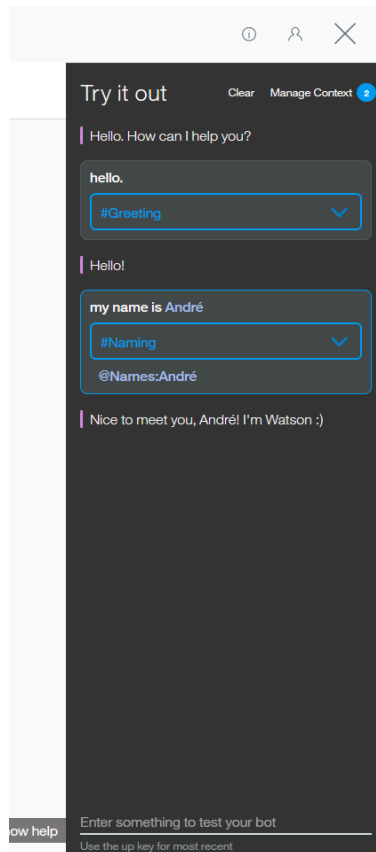 Try it out Clear Manage Context 2
Hello. How can I help you?
hello.
#Greeting
Hello!
my name is André
#Naming
@Names:André
Nice to meet you, André! I'm Watson :)
Enter something to test your bot
ow help
Use the up key for most recent